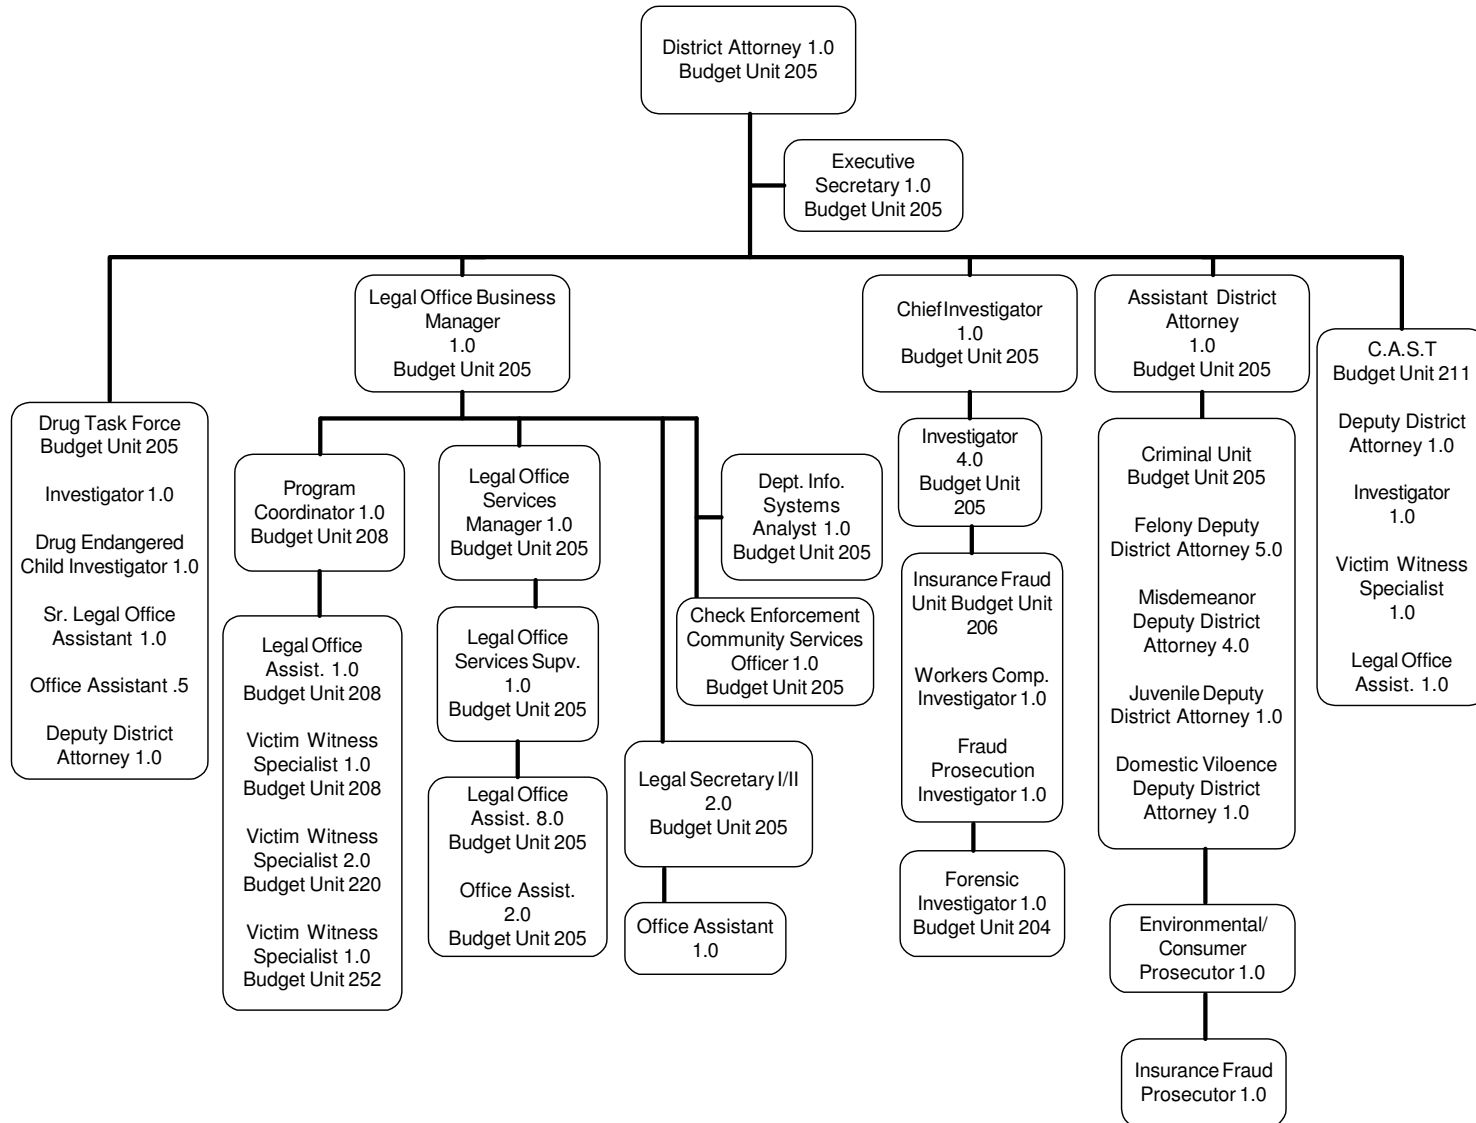 District Attorney 1.0
Budget Unit 205
Executive
Secretary 1.0
Budget Unit 205
Legal Office Business
Manager
1.0
Budget Unit 205
Chief Investigator
1.0
Budget Unit 205
Assistant District
Attorney
1.0
Budget Unit 205
C.A.S.T
Budget Unit 211
Deputy District
Attorney 1.0
Investigator
1.0
Victim Witness
Specialist
1.0
Legal Office
Assist. 1.0
Drug Task Force
Budget Unit 205
Investigator 1.0
Drug Endangered
Child Investigator 1.0
Sr. Legal Office
Assistant 1.0
Office Assistant .5
Deputy District
Attorney 1.0
Program
Coordinator 1.0
Budget Unit 208
Legal Office
Services
Manager 1.0
Budget Unit 205
Dept. Info.
Systems
Analyst 1.0
Budget Unit 205
Investigator
4.0
Budget Unit
205
Criminal Unit
Budget Unit 205
Felony Deputy
District Attorney 5.0
Misdemeanor
Deputy District
Attorney 4.0
Juvenile Deputy
District Attorney 1.0
Domestic Viloence
Deputy District
Attorney 1.0
Legal Office
Assist. 1.0
Budget Unit 208
Victim Witness
Specialist 1.0
Budget Unit 208
Victim Witness
Specialist 2.0
Budget Unit 220
Victim Witness
Specialist 1.0
Budget Unit 252
Legal Office
Services Supv.
1.0
Budget Unit 205
Check Enforcement
Community Services
Officer 1.0
Budget Unit 205
Insurance Fraud
Unit Budget Unit
206
Workers Comp.
Investigator 1.0
Fraud
Prosecution
Investigator 1.0
Legal Office
Assist. 8.0
Budget Unit 205
Office Assist.
2.0
Budget Unit 205
Legal Secretary I/II
2.0
Budget Unit 205
Office Assistant
1.0
Forensic
Investigator 1.0
Budget Unit 204
Environmental/
Consumer
Prosecutor 1.0
Insurance Fraud
Prosecutor 1.0